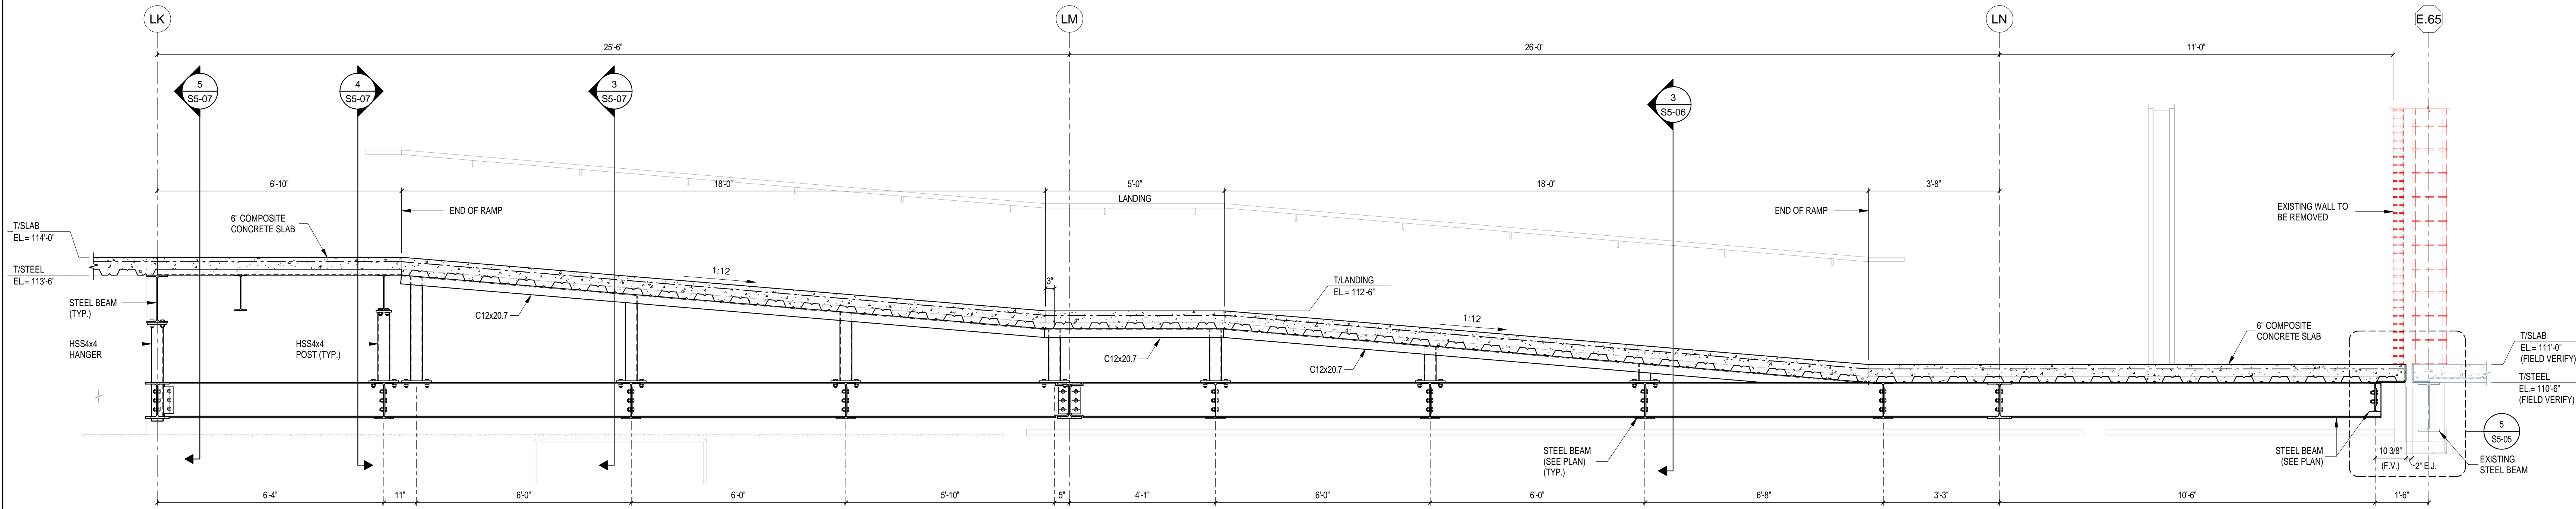 LK
LM
LN
E.65
25'-6"
26'-0"
11'-0"
5
S5-07
4
S5-07
3
S5-07
3
S5-06
6'-10"
18'-0"
5'-0"
18'-0"
3'-8"
LANDING
END OF RAMP
END OF RAMP
EXISTING WALL TO
BE REMOVED
6" COMPOSITE
CONCRETE SLAB
T/SLAB
EL.= 114'-0"
T/STEEL
EL.= 113'-6"
1:12
3"
T/LANDING
EL.= 112'-6"
STEEL BEAM
(TYP.)
C12x20.7
1:12
6" COMPOSITE
CONCRETE SLAB
HSS4x4
HANGER
HSS4x4
POST (TYP.)
C12x20.7
C12x20.7
T/SLAB
EL.= 111'-0"
(FIELD VERIFY)
T/STEEL
EL.= 110'-6"
(FIELD VERIFY)
STEEL BEAM
(SEE PLAN)
(TYP.)
STEEL BEAM
(SEE PLAN)
10 3/8"
(F.V.)
2" E.J.
5
S5-05
EXISTING
STEEL BEAM
6'-4"
11"
6'-0"
6'-0"
5'-10"
5"
4'-1"
6'-0"
6'-0"
6'-8"
3'-3"
10'-6"
1'-6"